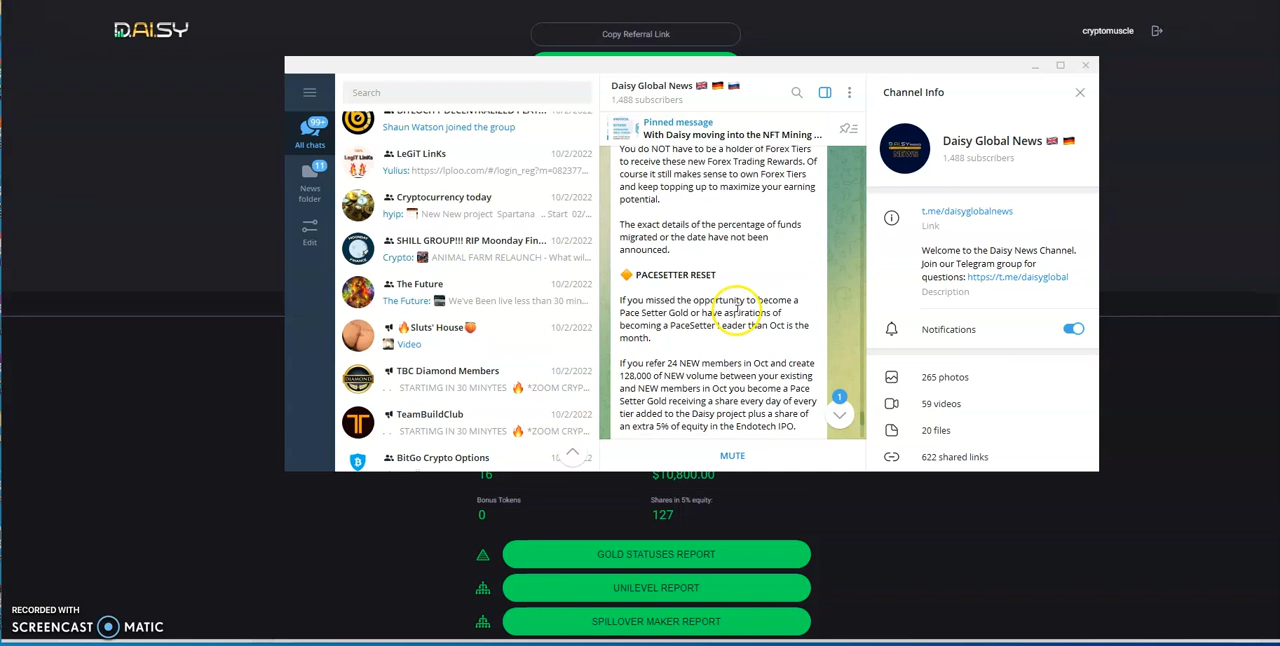 DAISY
Copy Referral Link
cryptomuscle
Search
All chats
99+
News folder
11
Edit
Shaun Watson joined the group
LeGiT LinKs 10/2/2022
Yulius: https://lploo.com/#/login_reg?m=082377...
Cryptocurrency today 10/2/2022
hyip: New New project Spartana .. Start 02/...
SHILL GROUP!!! RIP Moonday Fin... 10/2/2022
Crypto: ANIMAL FARM RELAUNCH - What wil...
The Future 10/2/2022
The Future: We've Been live less than 30 min...
🔥Sluts' House🍑 10/2/2022
Video
TBC Diamond Members 10/2/2022
. . STARTIMG IN 30 MINYTES 🔥 *ZOOM CRYP...
TeamBuildClub 10/2/2022
. . STARTIMG IN 30 MINYTES 🔥 *ZOOM CRYP...
BitGo Crypto Options
Daisy Global News 🇬🇧 🇩🇪 🇷🇺
1,488 subscribers
Pinned message
With Daisy moving into the NFT Mining ...
You do NOT have to be a holder of Forex Tiers
to receive these new Forex Trading Rewards. Of
course it still makes sense to own Forex Tiers
and keep topping up to maximize your earning
potential.
The exact details of the percentage of funds
migrated or the date have not been
announced.
🔶 PACESETTER RESET
If you missed the opportunity to become a
Pace Setter Gold or have aspirations of
becoming a PaceSetter Leader than Oct is the
month.
If you refer 24 NEW members in Oct and create
128,000 of NEW volume between your existing
and NEW members in Oct you become a Pace
Setter Gold receiving a share every day of every
tier added to the Daisy project plus a share of
an extra 5% of equity in the Endotech IPO.
1
MUTE
Channel Info
Daisy Global News 🇬🇧 🇩🇪
1,488 subscribers
t.me/daisyglobalnews
Link
Welcome to the Daisy News Channel.
Join our Telegram group for
questions: https://t.me/daisyglobal
Description
Notifications
265 photos
59 videos
20 files
622 shared links
16 $10,800.00
Bonus Tokens Shares in 5% equity:
0 127
GOLD STATUSES REPORT
UNILEVEL REPORT
SPILLOVER MAKER REPORT
RECORDED WITH
SCREENCAST MATIC